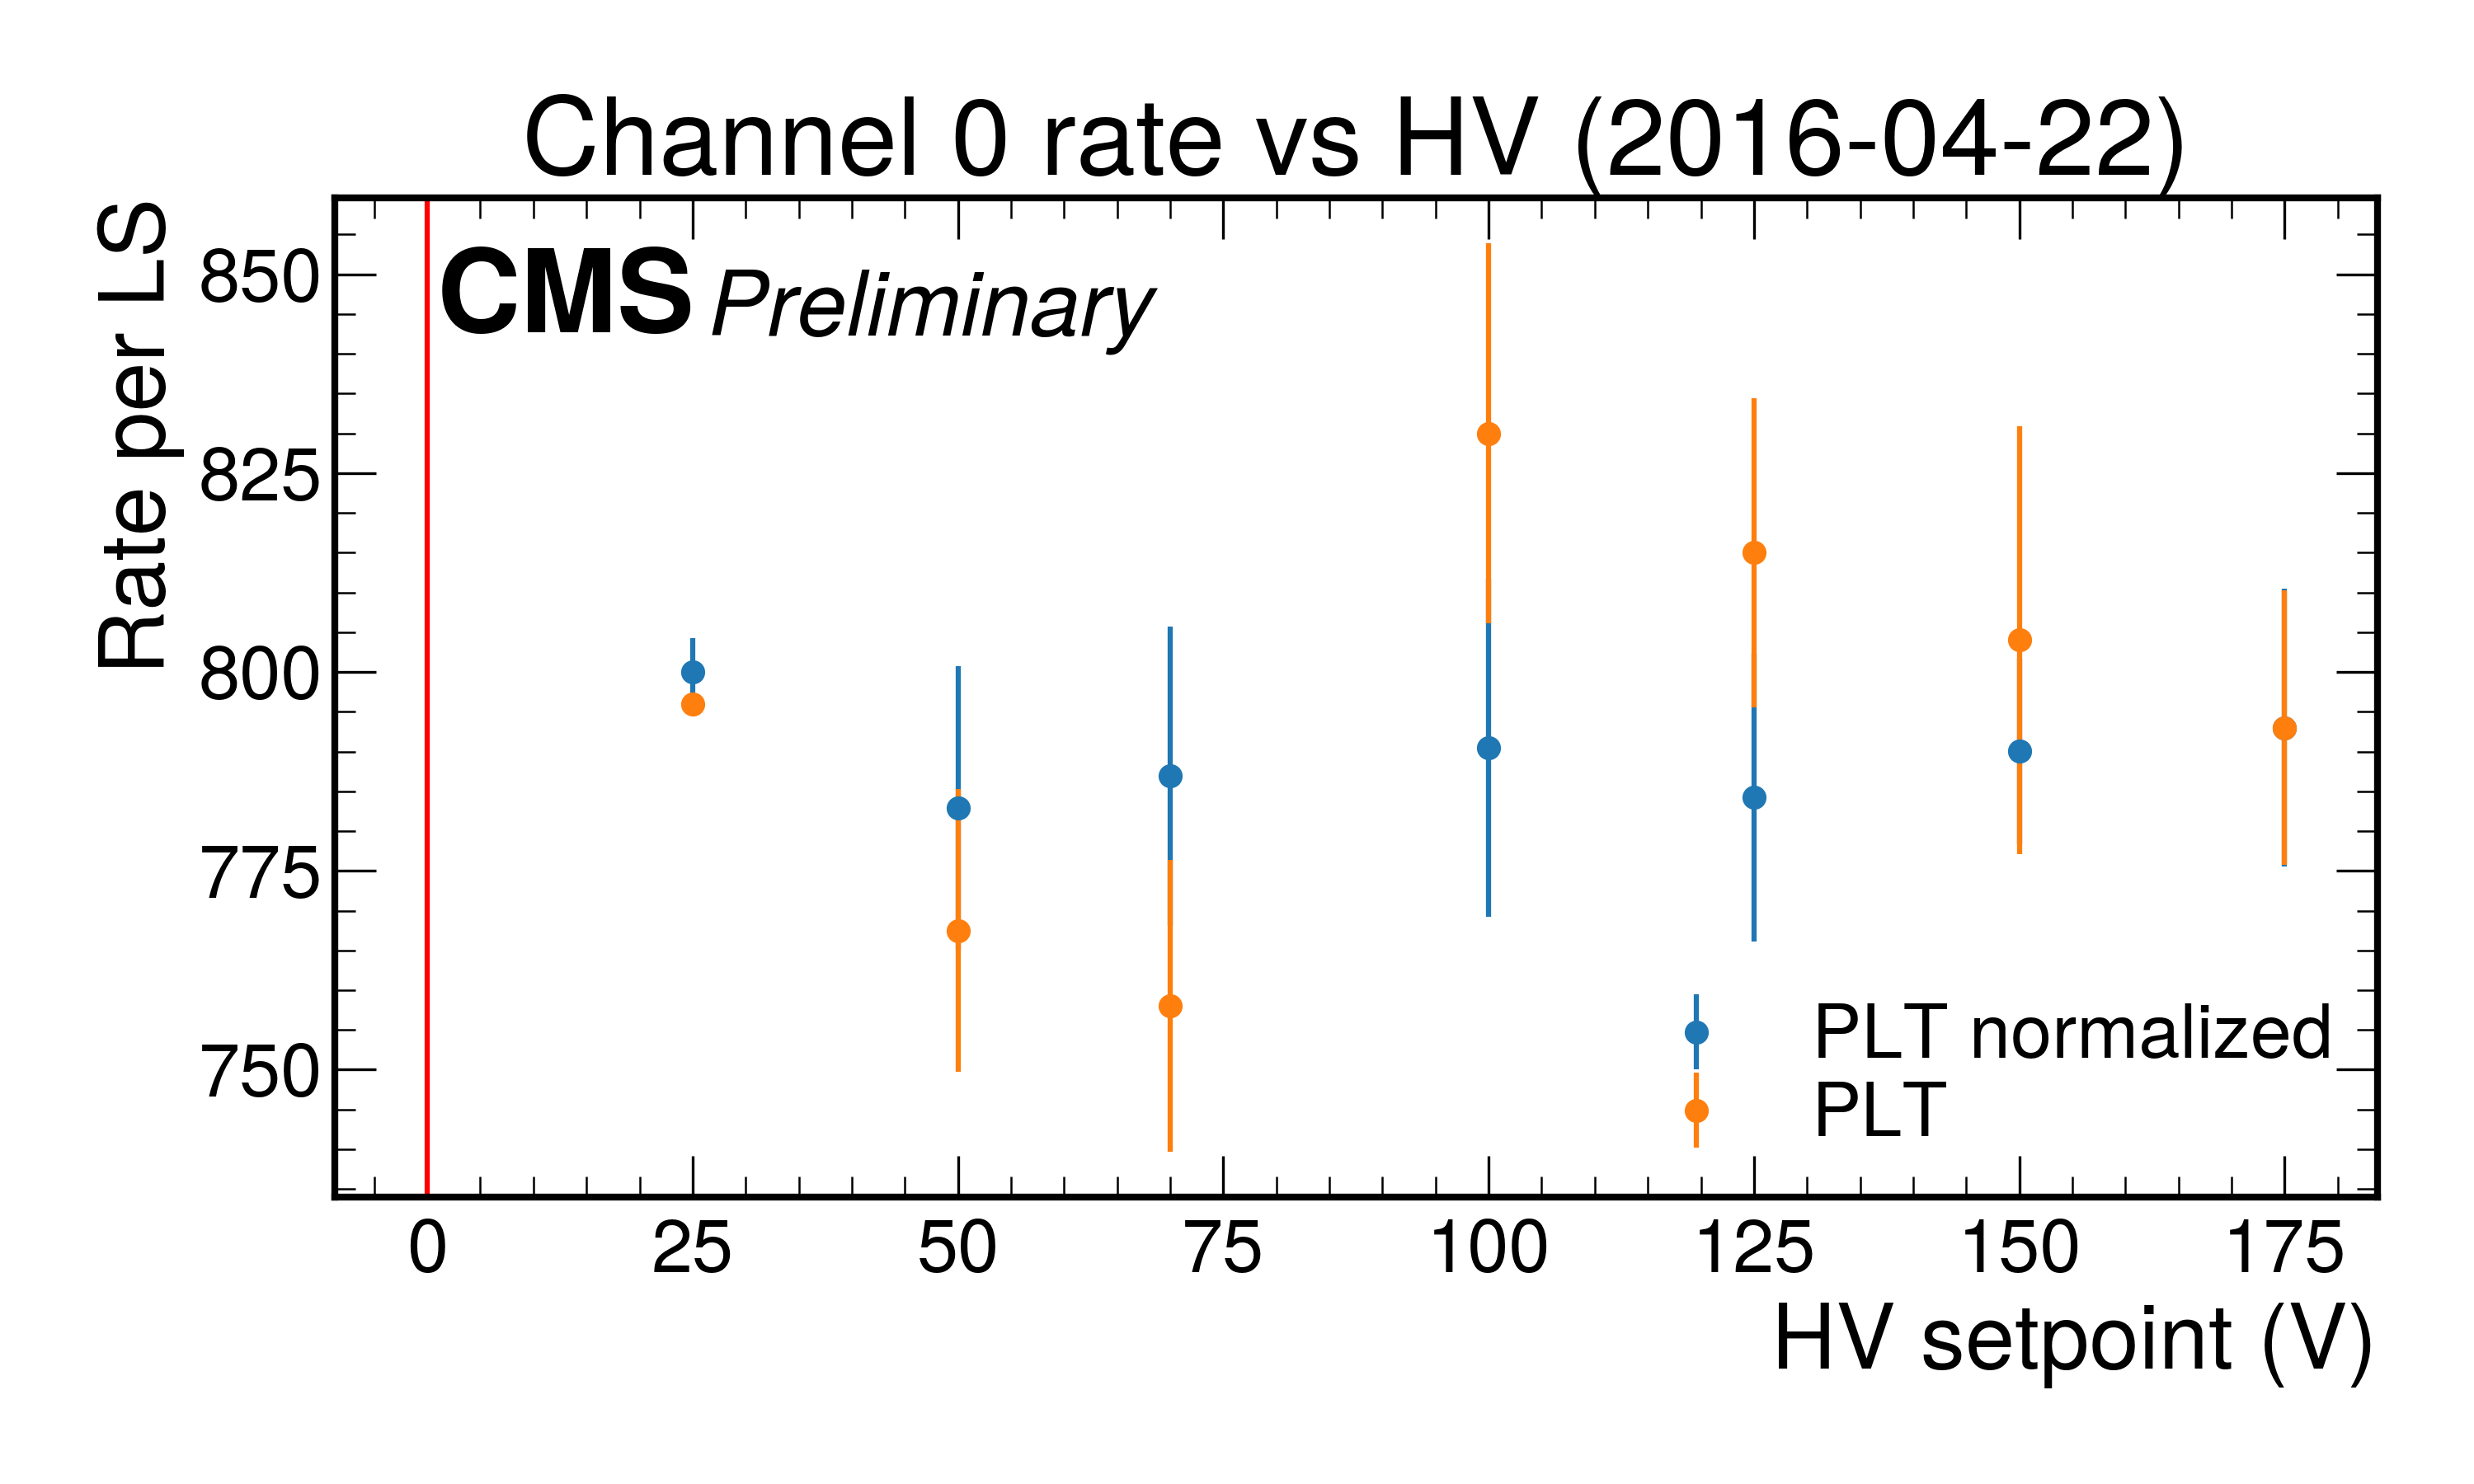 Channel 0 rate vs HV (2016-04-22)
Rate per LS
CMS Preliminary
850
825
800
775
750
PLT normalized
PLT
0 25 50 75 100 125 150 175
HV setpoint (V)